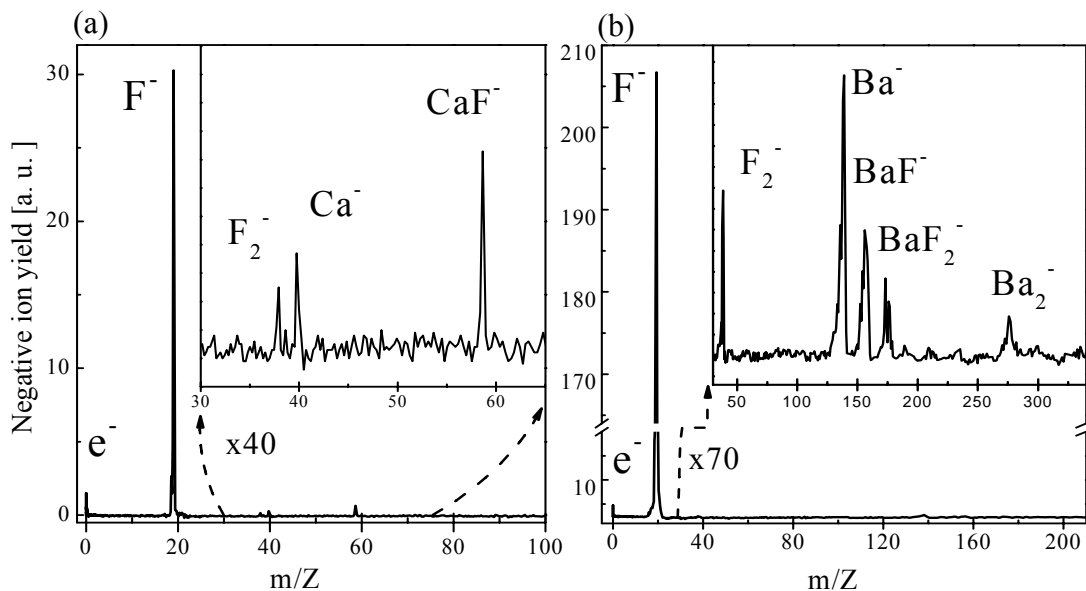 (a)
30
20
10
0
Negative ion yield [a. u.]
F⁻
e⁻
F₂⁻
Ca⁻
CaF⁻
30 40 50 60
x40
0 20 40 60 80 100
m/Z
(b)
210
200
190
180
170
10
F⁻
e⁻
F₂⁻
Ba⁻
BaF⁻
BaF₂⁻
Ba₂⁻
50 100 150 200 250 300
x70
0 40 80 120 160 200
m/Z